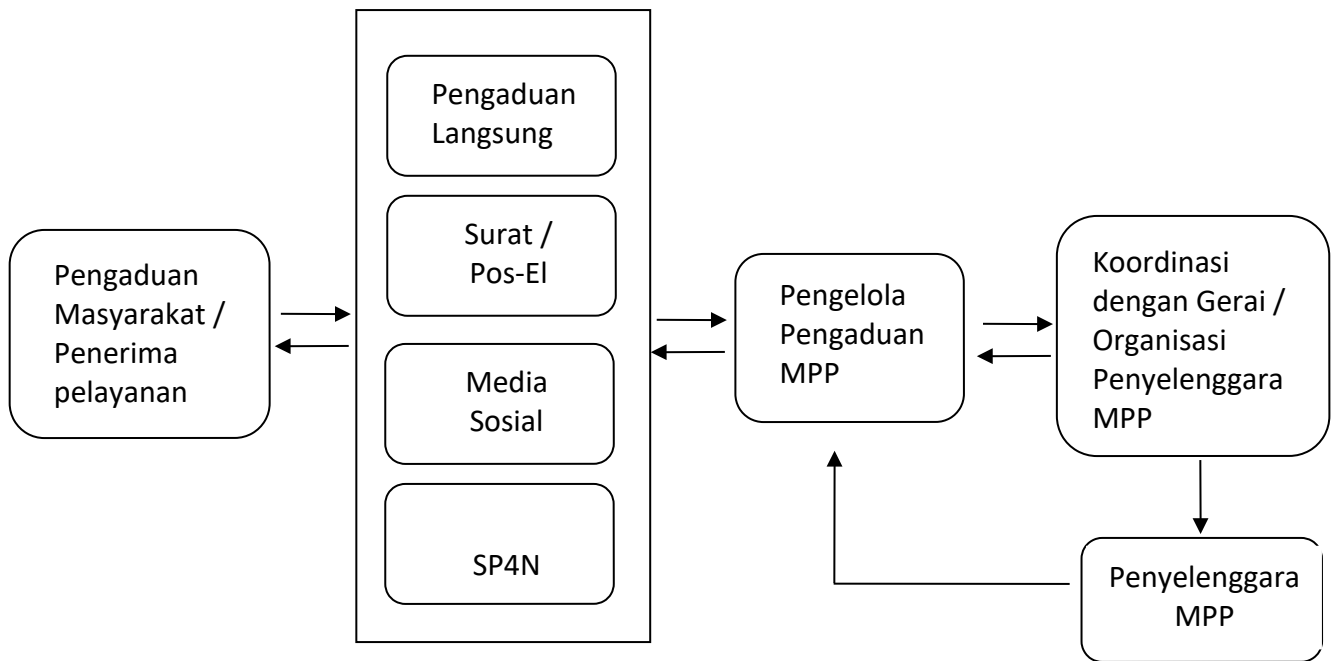 Pengaduan
Masyarakat /
Penerima
pelayanan
Pengaduan
Langsung
Surat /
Pos-El
Media
Sosial
SP4N
Pengelola
Pengaduan
MPP
Koordinasi
dengan Gerai /
Organisasi
Penyelenggara
MPP
Penyelenggara
MPP